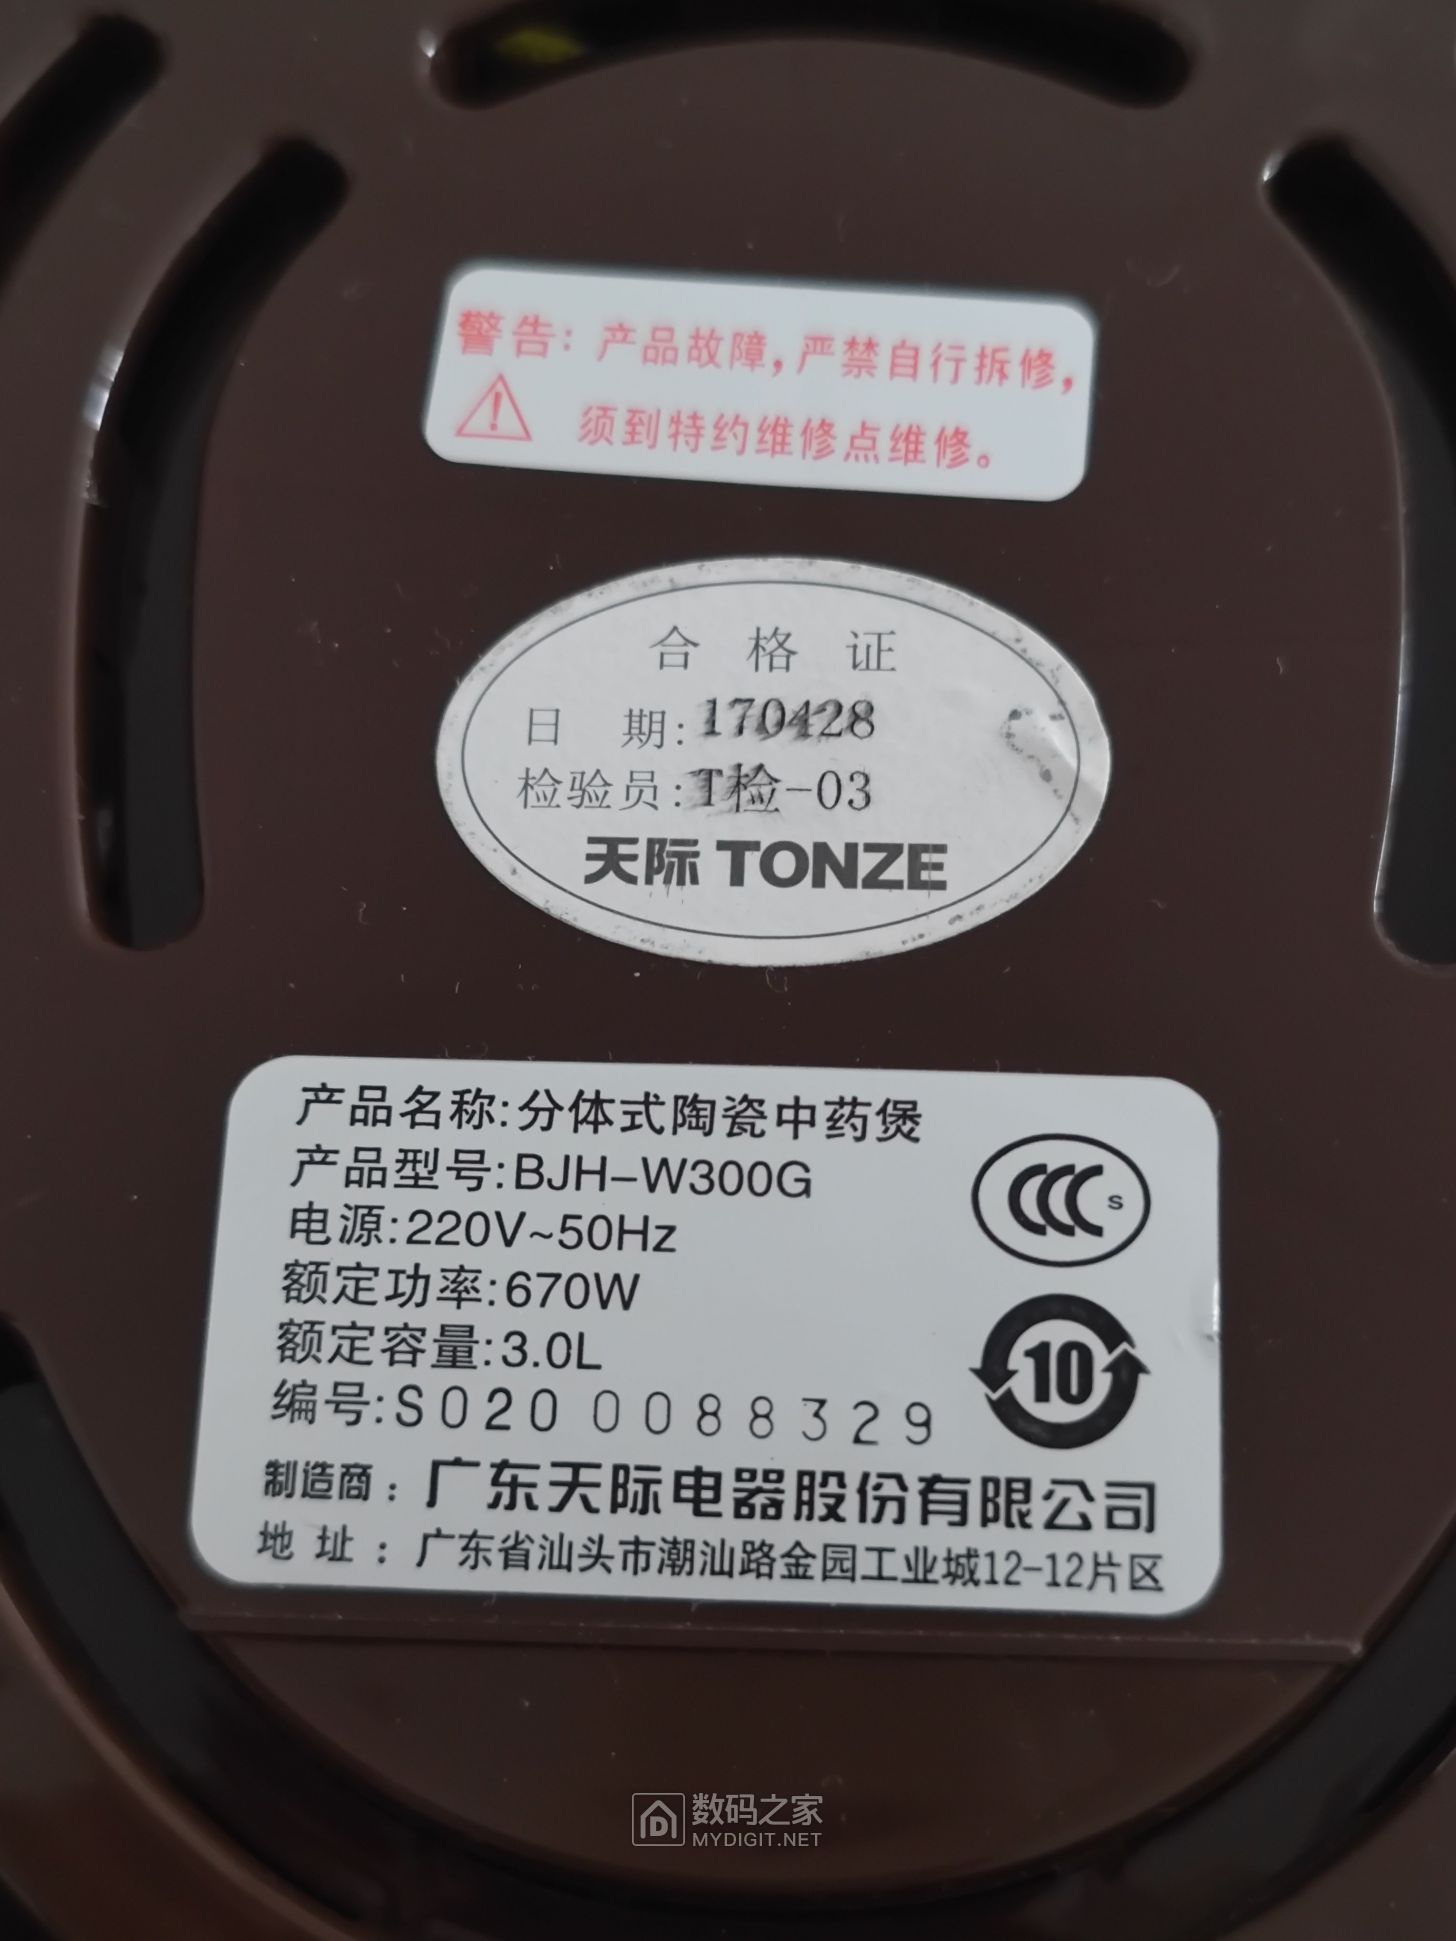 警告：产品故障，严禁自行拆修，
须到特约维修点维修。
合格证
日期:170428
检验员:T检-03
天际 TONZE
产品名称:分体式陶瓷中药煲
产品型号:BJH-W300G
电源:220V~50Hz
额定功率:670W
额定容量:3.0L
编号:S0200088329
制造商：广东天际电器股份有限公司
地址：广东省汕头市潮汕路金园工业城12-12片区
CCC S
10
数码之家
MYDIGIT.NET